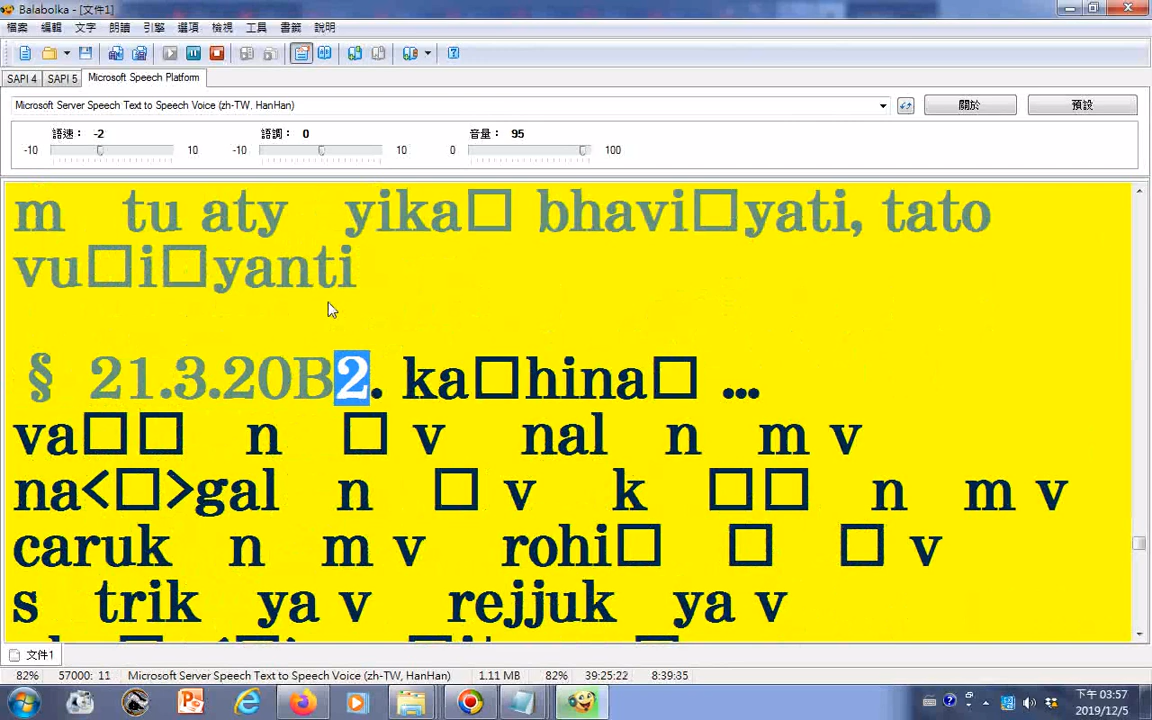 Balabolka - [文件1]
檔案 編輯 文字 朗讀 引擎 選項 檢視 工具 書籤 說明
SAPI 4 SAPI 5 Microsoft Speech Platform
Microsoft Server Speech Text to Speech Voice (zh-TW, HanHan) 關於 預設
語速： -2 語調： 0 音量： 95
-10 10 -10 10 0 100
m tu aty yika□ bhavi□yati, tato
vu□i□yanti
§ 21.3.20B2. ka□hina□ ...
va□□ n □ v nal n m v
na<□>gal n □ v k □□ n m v
caruk n m v rohi□ □ □ v
s trik ya v rejjuk ya v
文件1
82% 57000: 11 Microsoft Server Speech Text to Speech Voice (zh-TW, HanHan) 1.11 MB 82% 39:25:22 8:39:35
下午 03:57
2019/12/5